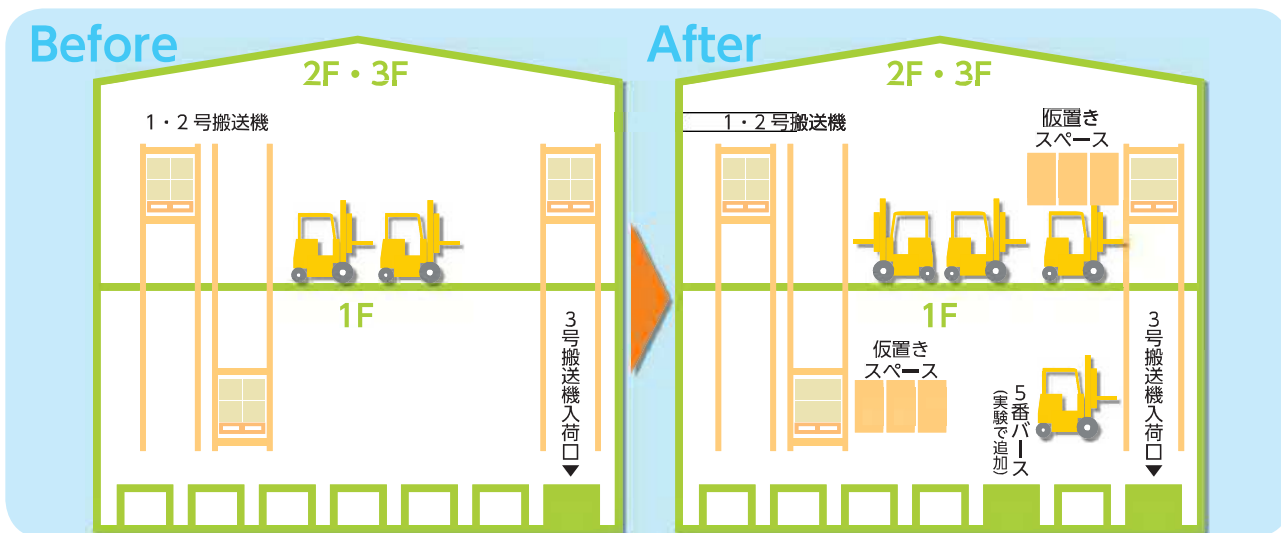 Before
2F・3F
1・2号搬送機
1F
3号搬送機入荷口▼
After
2F・3F
1・2号搬送機
仮置き
スペース
1F
仮置き
スペース
5番バース
(実験で追加)
3号搬送機入荷口▼